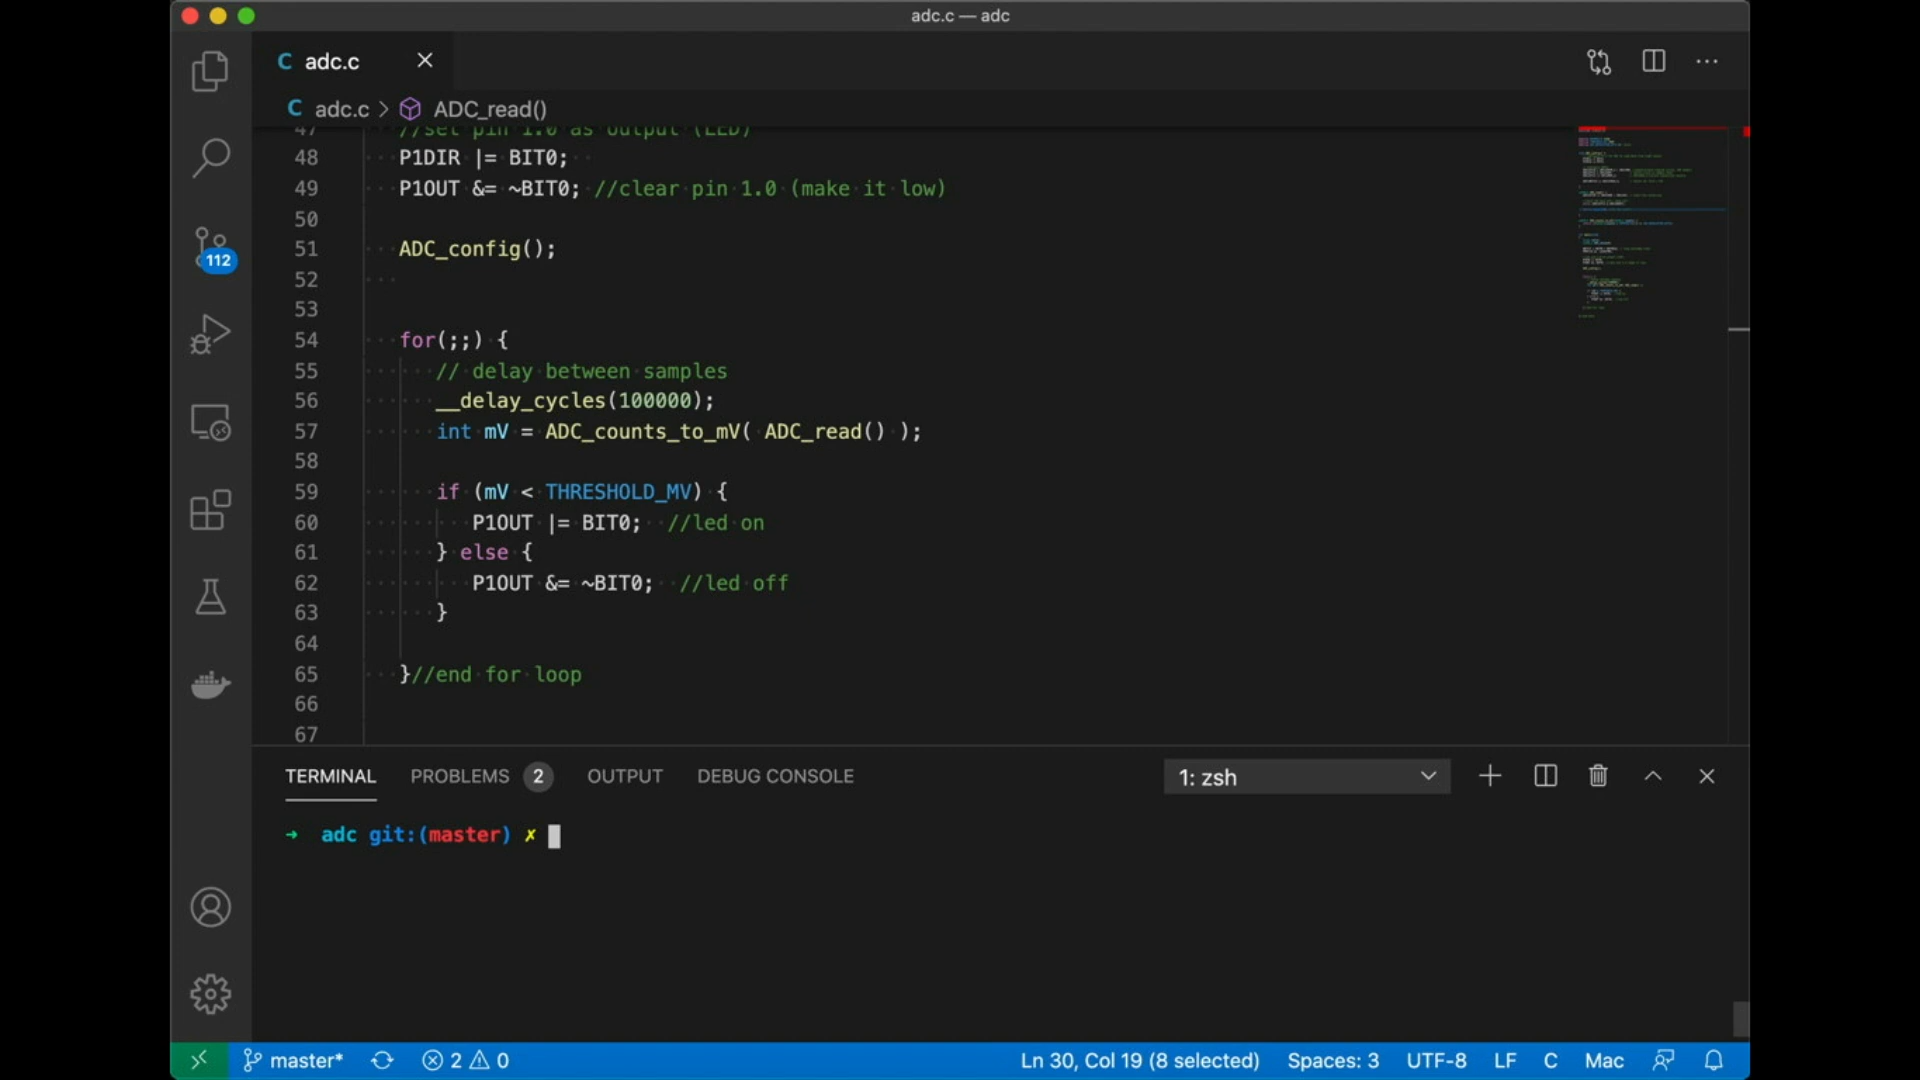 adc.c — adc
C adc.c
C adc.c > ADC_read()
47 //set pin 1.0 as output (LED)
48 P1DIR |= BIT0;
49 P1OUT &= ~BIT0; //clear pin 1.0 (make it low)
50
51 ADC_config();
52
53
54 for(;;) {
55 // delay between samples
56 __delay_cycles(100000);
57 int mV = ADC_counts_to_mV( ADC_read() );
58
59 if (mV < THRESHOLD_MV) {
60 P1OUT |= BIT0; //led on
61 } else {
62 P1OUT &= ~BIT0; //led off
63 }
64
65 }//end for loop
66
67
112
TERMINAL PROBLEMS 2 OUTPUT DEBUG CONSOLE 1: zsh
→ adc git:(master) ✗
master* 2 0 Ln 30, Col 19 (8 selected) Spaces: 3 UTF-8 LF C Mac